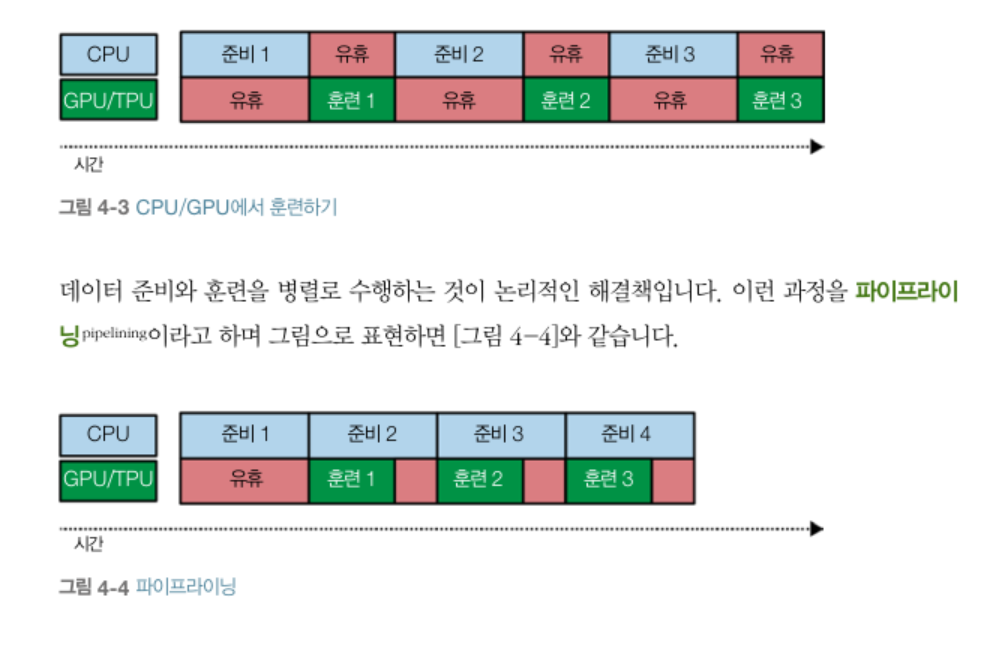 CPU 준비 1 유휴 준비 2 유휴 준비 3 유휴
GPU/TPU 유휴 훈련 1 유휴 훈련 2 유휴 훈련 3
시간
그림 4-3 CPU/GPU에서 훈련하기
데이터 준비와 훈련을 병렬로 수행하는 것이 논리적인 해결책입니다. 이런 과정을 파이프라이
닝pipelining이라고 하며 그림으로 표현하면 [그림 4-4]와 같습니다.
CPU 준비 1 준비 2 준비 3 준비 4
GPU/TPU 유휴 훈련 1 훈련 2 훈련 3
시간
그림 4-4 파이프라이닝